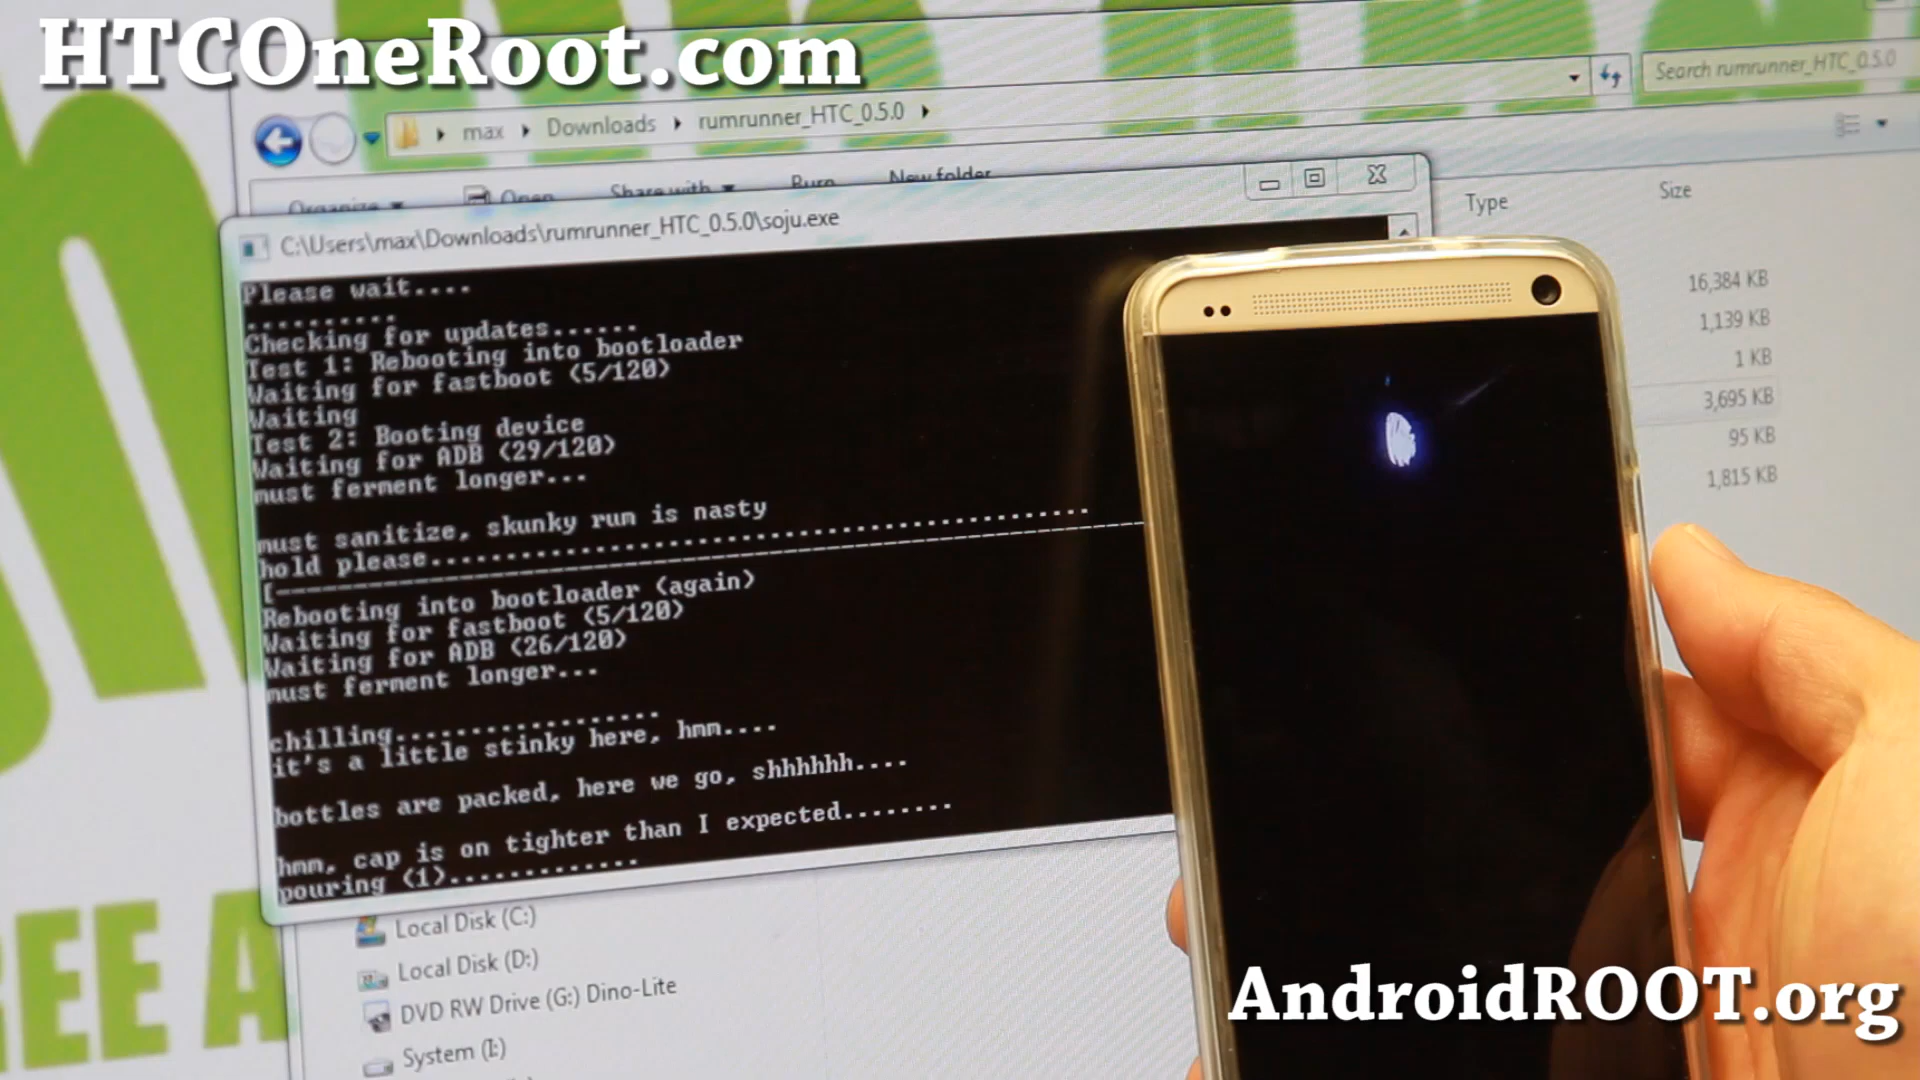 HTCOneRoot.com
max Downloads rumrunner_HTC_0.5.0
Search rumrunner_HTC_0.5.0
Organize Open Share with Burn New folder
Type Size
C:\Users\max\Downloads\rumrunner_HTC_0.5.0\soju.exe
Please wait....
..........
Checking for updates......
Test 1: Rebooting into bootloader
Waiting for fastboot (5/120)
Waiting
Test 2: Booting device
Waiting for ADB (29/120)
must ferment longer...
must sanitize, skunky rum is nasty
hold please..................................................
[------------------------------------------------------------
Rebooting into bootloader (again)
Waiting for fastboot (5/120)
Waiting for ADB (26/120)
must ferment longer...
chilling..................
it's a little stinky here, hmm....
bottles are packed, here we go, shhhhhh....
hmm, cap is on tighter than I expected........
pouring (1).............
16,384 KB
1,139 KB
1 KB
3,695 KB
95 KB
1,815 KB
Local Disk (C:)
Local Disk (D:)
DVD RW Drive (G:) Dino-Lite
System (I:)
AndroidROOT.org